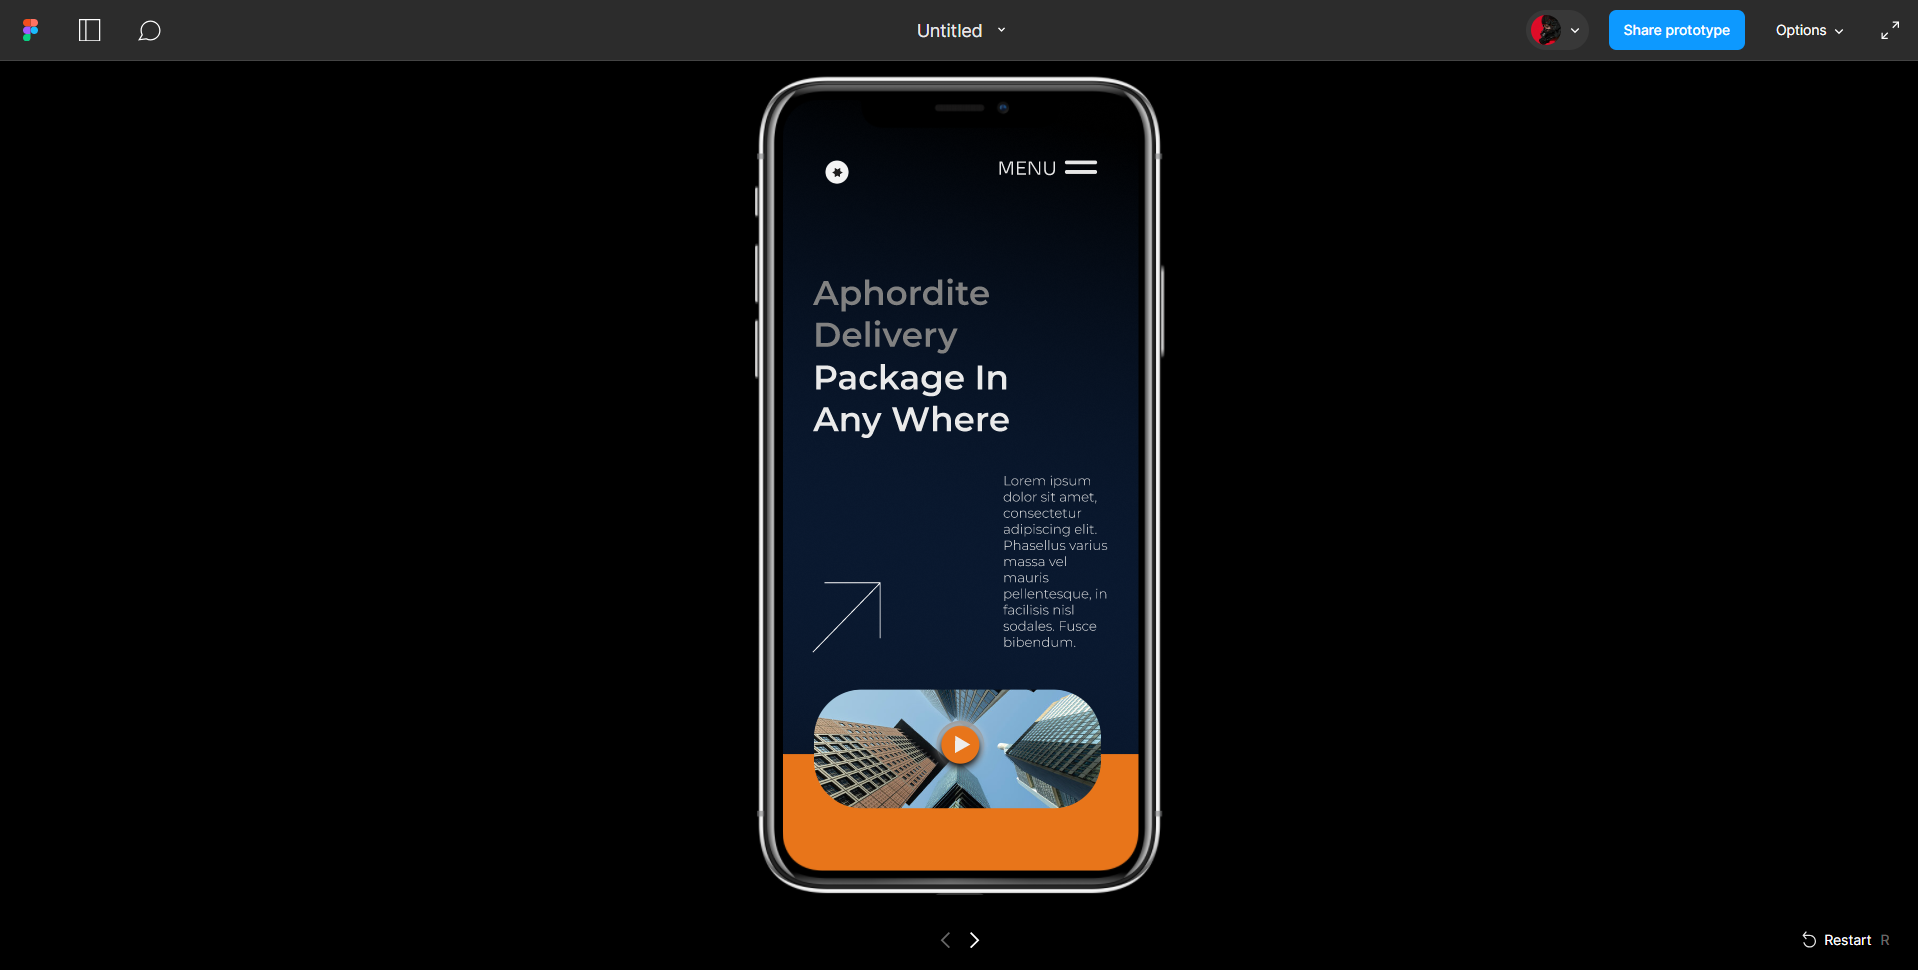 Untitled
Share prototype
Options
MENU
Aphordite
Delivery
Package In
Any Where
Lorem ipsum
dolor sit amet,
consectetur
adipiscing elit.
Phasellus varius
massa vel
mauris
pellentesque, in
facilisis nisl
sodales. Fusce
bibendum.
Restart R